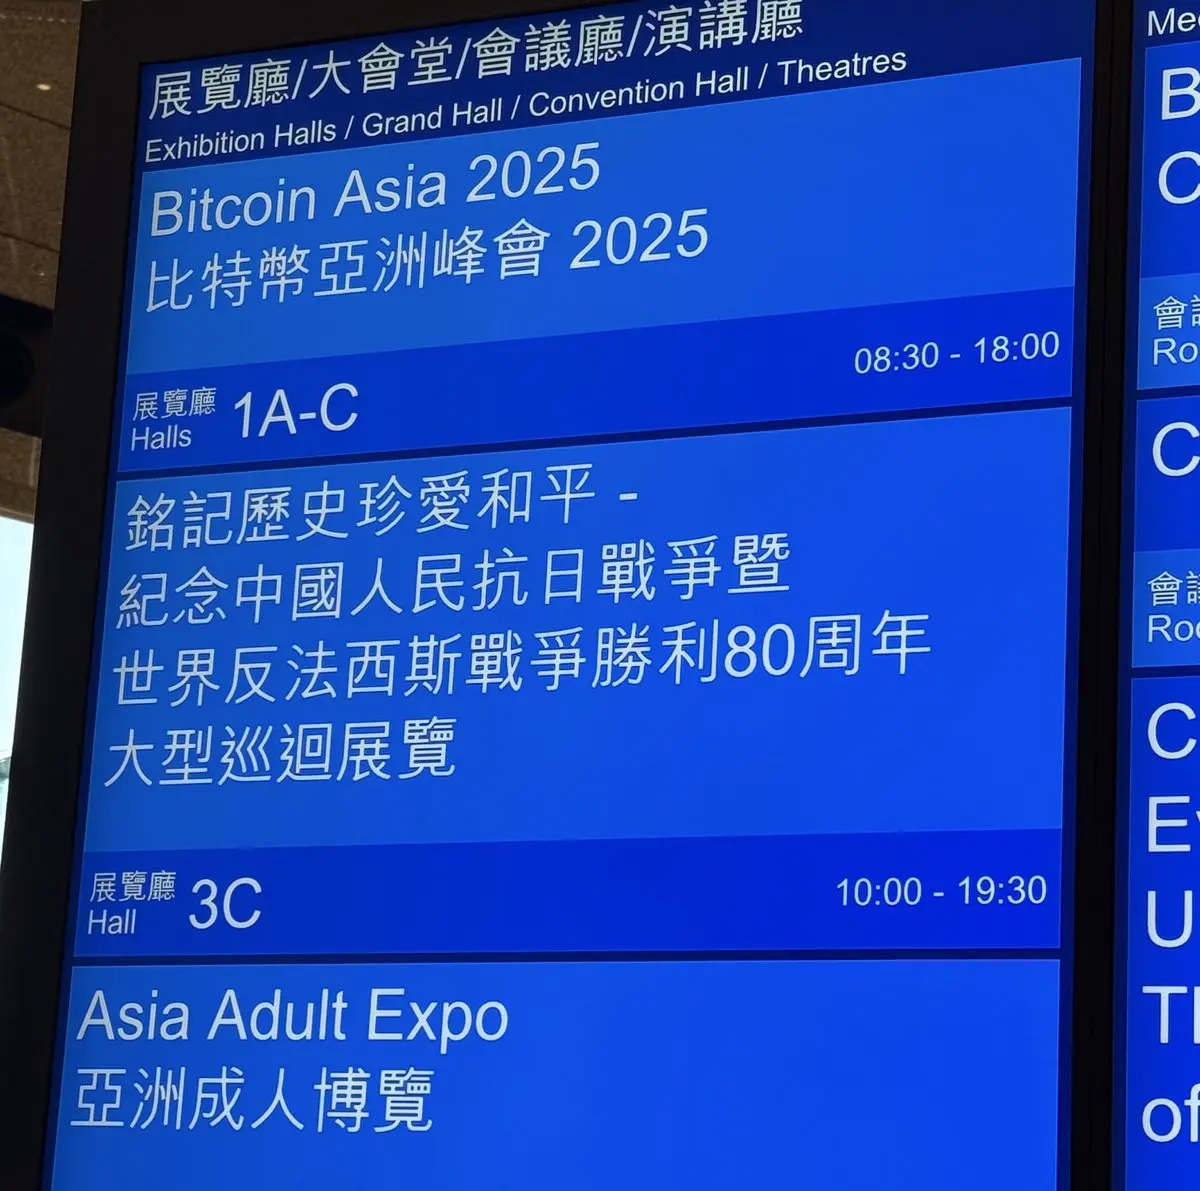 展覽廳/大會堂/會議廳/演講廳
Exhibition Halls / Grand Hall / Convention Hall / Theatres
Bitcoin Asia 2025
比特幣亞洲峰會 2025
展覽廳
Halls 1A-C
08:30 - 18:00
銘記歷史珍愛和平 -
紀念中國人民抗日戰爭暨
世界反法西斯戰爭勝利80周年
大型巡迴展覽
展覽廳
Hall 3C
10:00 - 19:30
Asia Adult Expo
亞洲成人博覽